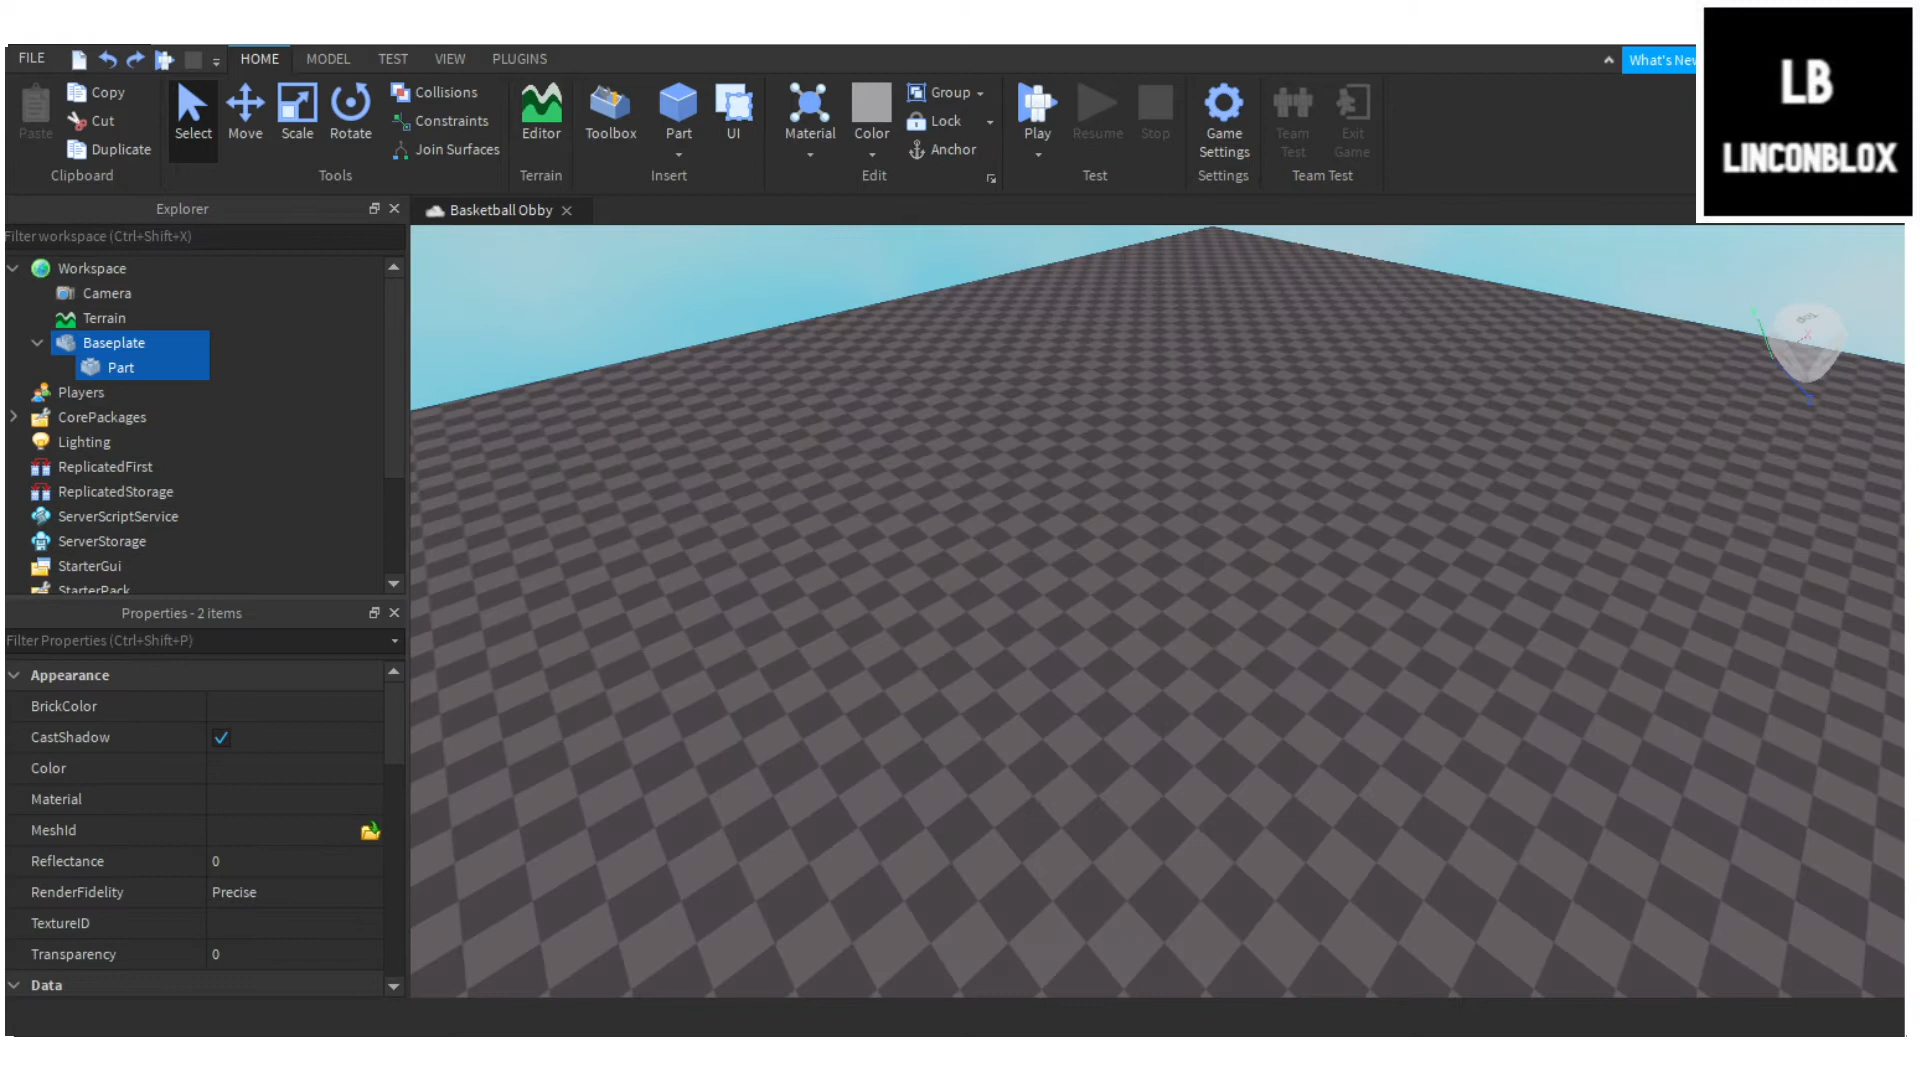 FILE HOME MODEL TEST VIEW PLUGINS What's New
LB
LINCONBLOX
Paste Copy Cut Duplicate
Select Move Scale Rotate
Collisions
Constraints
Join Surfaces
Editor Toolbox Part UI
Material Color
Group
Lock
Anchor
Play Resume Stop
Game Settings
Team Test
Exit Game
Clipboard Tools Terrain Insert Edit Test Settings Team Test
Explorer
Basketball Obby
Filter workspace (Ctrl+Shift+X)
Workspace
Camera
Terrain
Baseplate
Part
Players
CorePackages
Lighting
ReplicatedFirst
ReplicatedStorage
ServerScriptService
ServerStorage
StarterGui
StarterPack
Properties - 2 items
Filter Properties (Ctrl+Shift+P)
Appearance
BrickColor
CastShadow
Color
Material
MeshId
Reflectance 0
RenderFidelity Precise
TextureID
Transparency 0
Data
Top